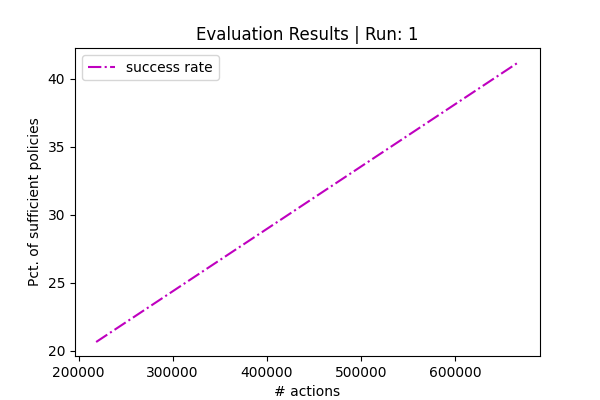 Evaluation Results | Run: 1
success rate
Pct. of sufficient policies
40
35
30
25
20
200000 300000 400000 500000 600000
# actions